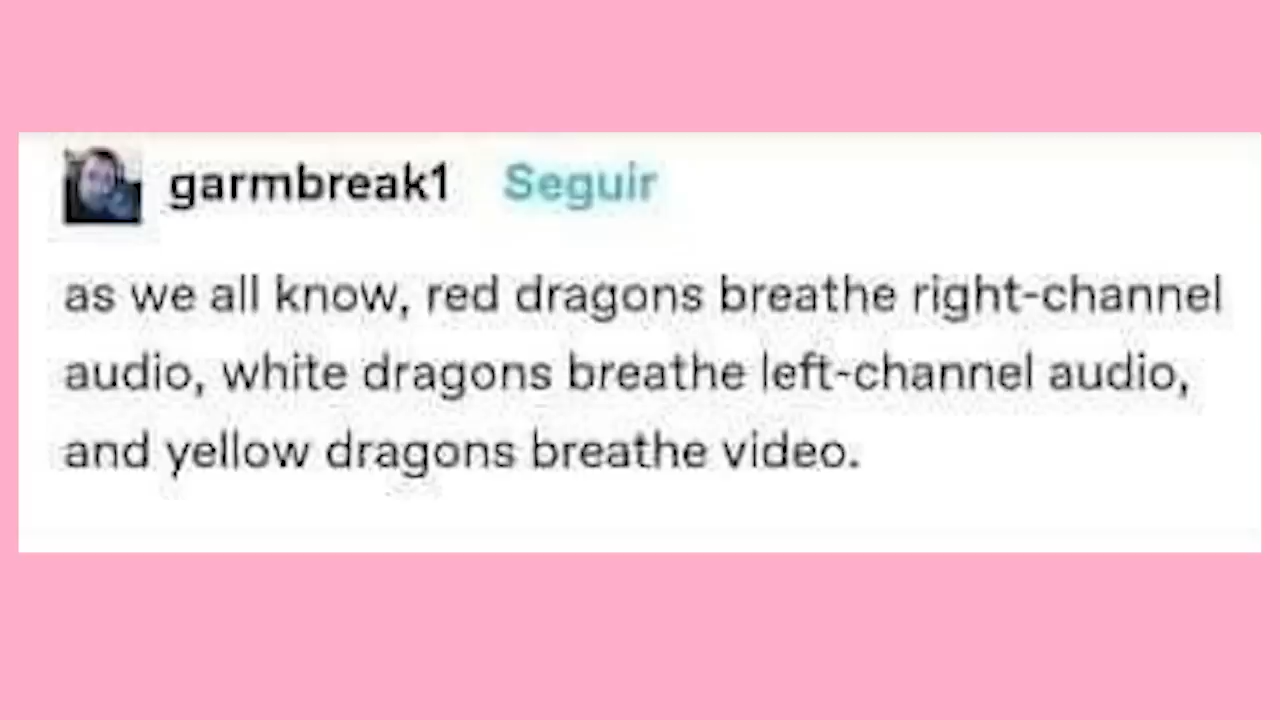 garmbreak1 Seguir
as we all know, red dragons breathe right-channel
audio, white dragons breathe left-channel audio,
and yellow dragons breathe video.